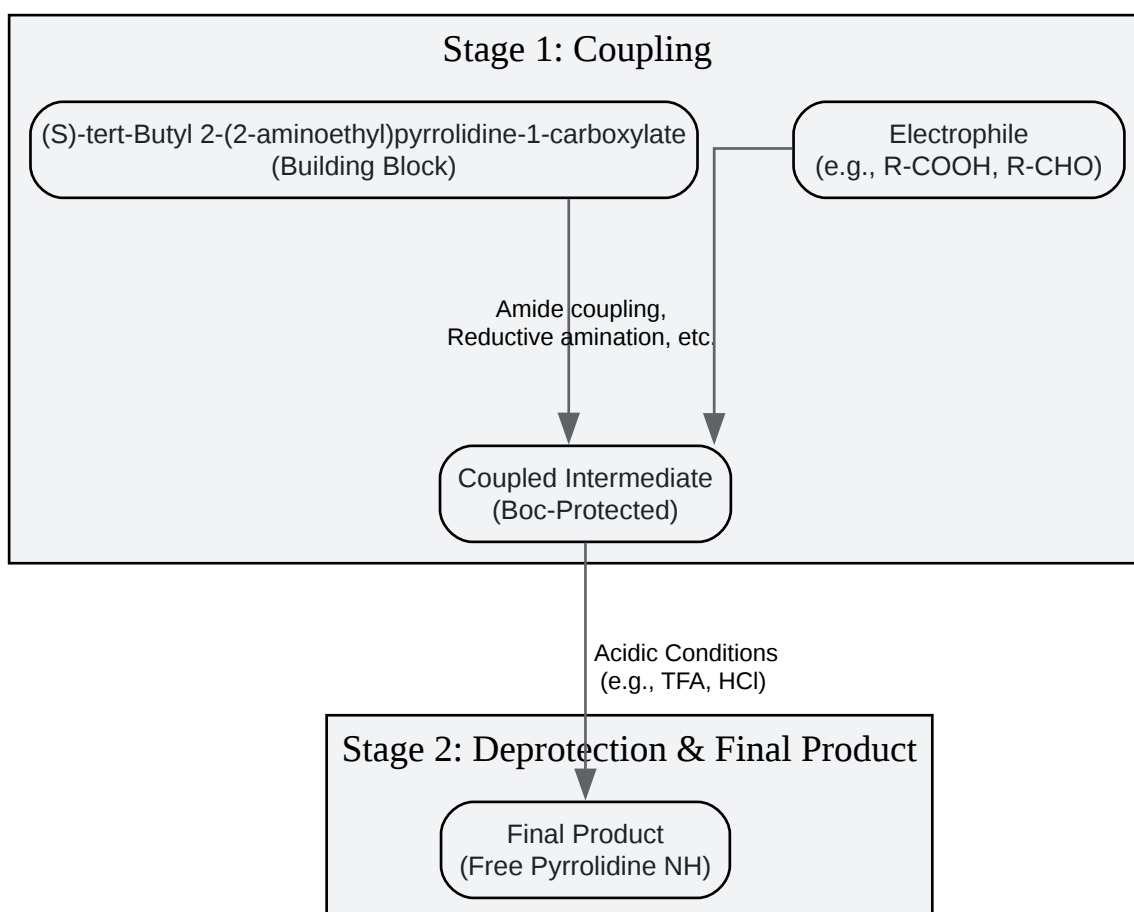 Stage 1: Coupling
(S)-tert-Butyl 2-(2-aminoethyl)pyrrolidine-1-carboxylate
(Building Block)
Electrophile
(e.g., R-COOH, R-CHO)
Amide coupling,
Reductive amination, etc.
Coupled Intermediate
(Boc-Protected)
Acidic Conditions
(e.g., TFA, HCl)
Stage 2: Deprotection & Final Product
Final Product
(Free Pyrrolidine NH)